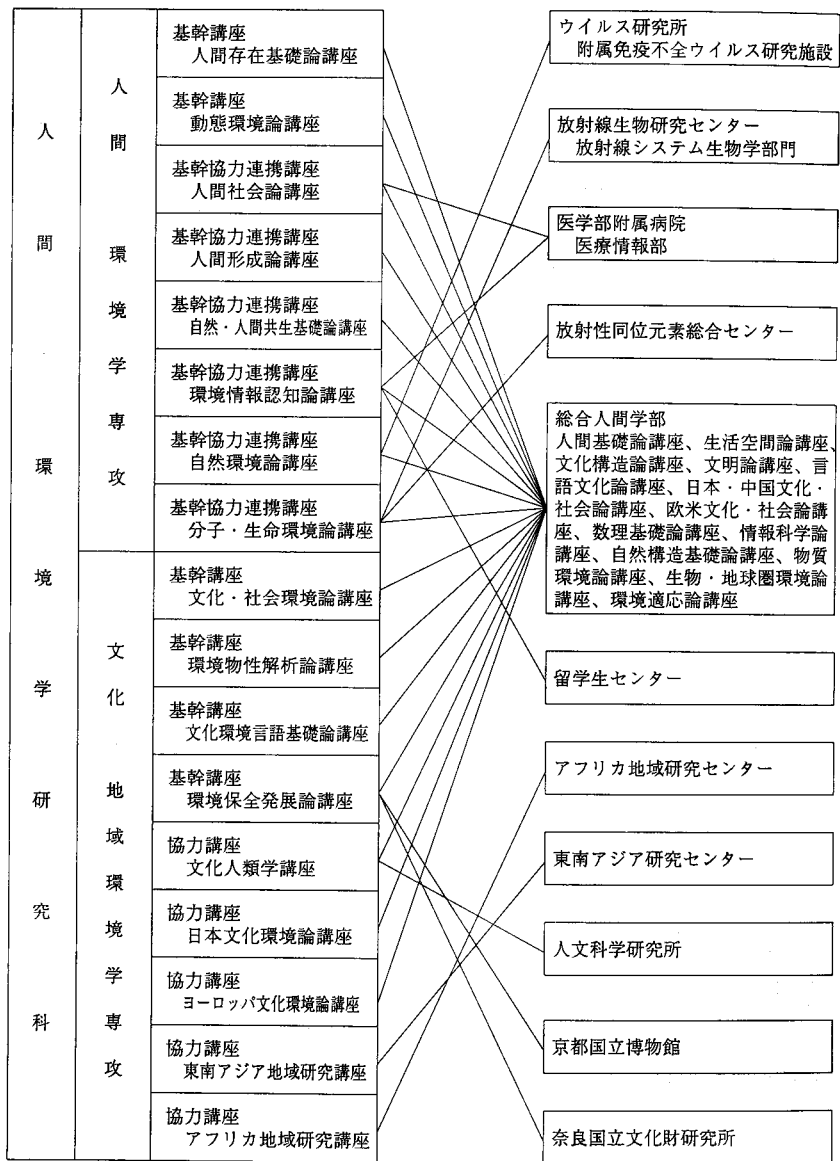 人間環境学研究科
人間環境学専攻
基幹講座
人間存在基礎論講座
基幹講座
動態環境論講座
基幹協力連携講座
人間社会論講座
基幹協力連携講座
人間形成論講座
基幹協力連携講座
自然・人間共生基礎論講座
基幹協力連携講座
環境情報認知論講座
基幹協力連携講座
自然環境論講座
基幹協力連携講座
分子・生命環境論講座
文化地域環境学専攻
基幹講座
文化・社会環境論講座
基幹講座
環境物性解析論講座
基幹講座
文化環境言語基礎論講座
基幹講座
環境保全発展論講座
協力講座
文化人類学講座
協力講座
日本文化環境論講座
協力講座
ヨーロッパ文化環境論講座
協力講座
東南アジア地域研究講座
協力講座
アフリカ地域研究講座
ウイルス研究所
附属免疫不全ウイルス研究施設
放射線生物研究センター
放射線システム生物学部門
医学部附属病院
医療情報部
放射性同位元素総合センター
総合人間学部
人間基礎論講座、生活空間論講座、
文化構造論講座、文明論講座、言
語文化論講座、日本・中国文化・
社会論講座、欧米文化・社会論講
座、数理基礎論講座、情報科学論
講座、自然構造基礎論講座、物質
環境論講座、生物・地球圏環境論
講座、環境適応論講座
留学生センター
アフリカ地域研究センター
東南アジア研究センター
人文科学研究所
京都国立博物館
奈良国立文化財研究所